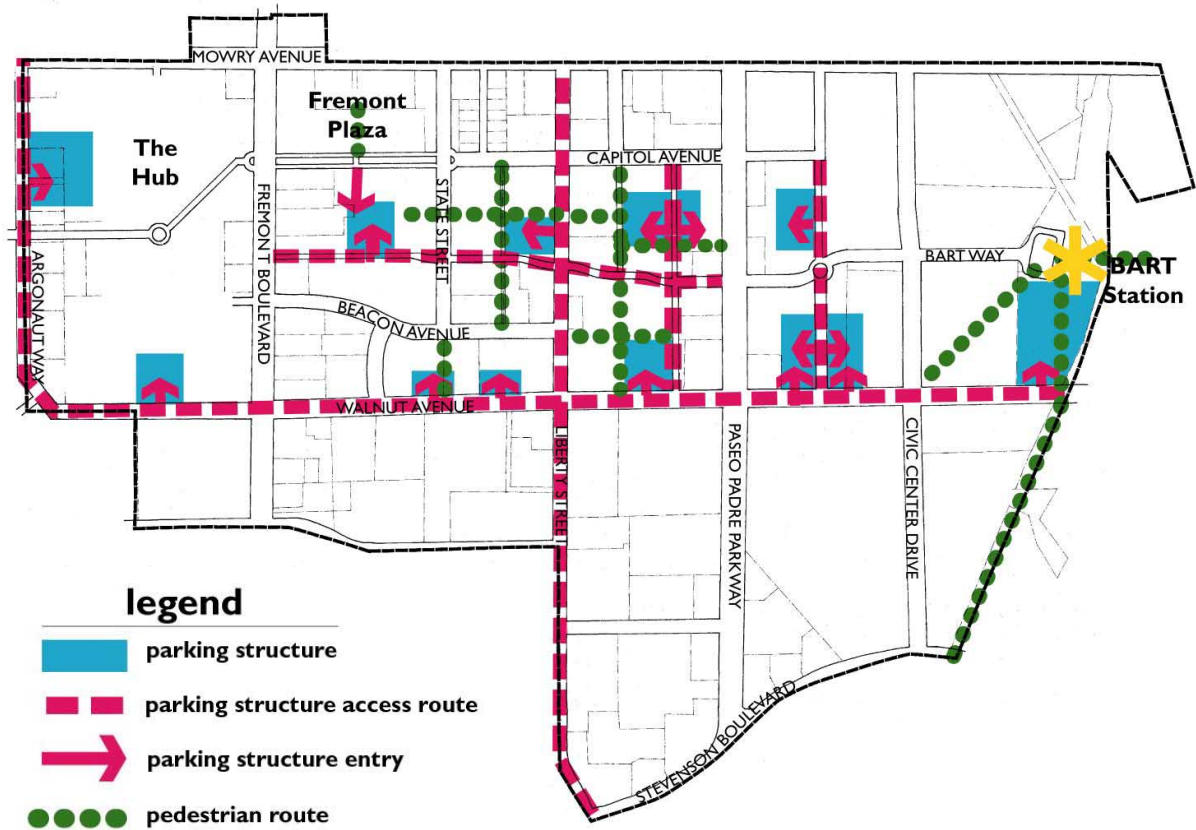 MOWRY AVENUE
Fremont
Plaza
The
Hub
CAPITOL AVENUE
STATE STREET
FREMONT BOULEVARD
ARGONAUT WAY
BART WAY
BART
Station
BEACON AVENUE
WALNUT AVENUE
LIBERTY STREET
PASEO PADRE PARKWAY
CIVIC CENTER DRIVE
STEVENSON BOULEVARD
legend
parking structure
parking structure access route
parking structure entry
pedestrian route